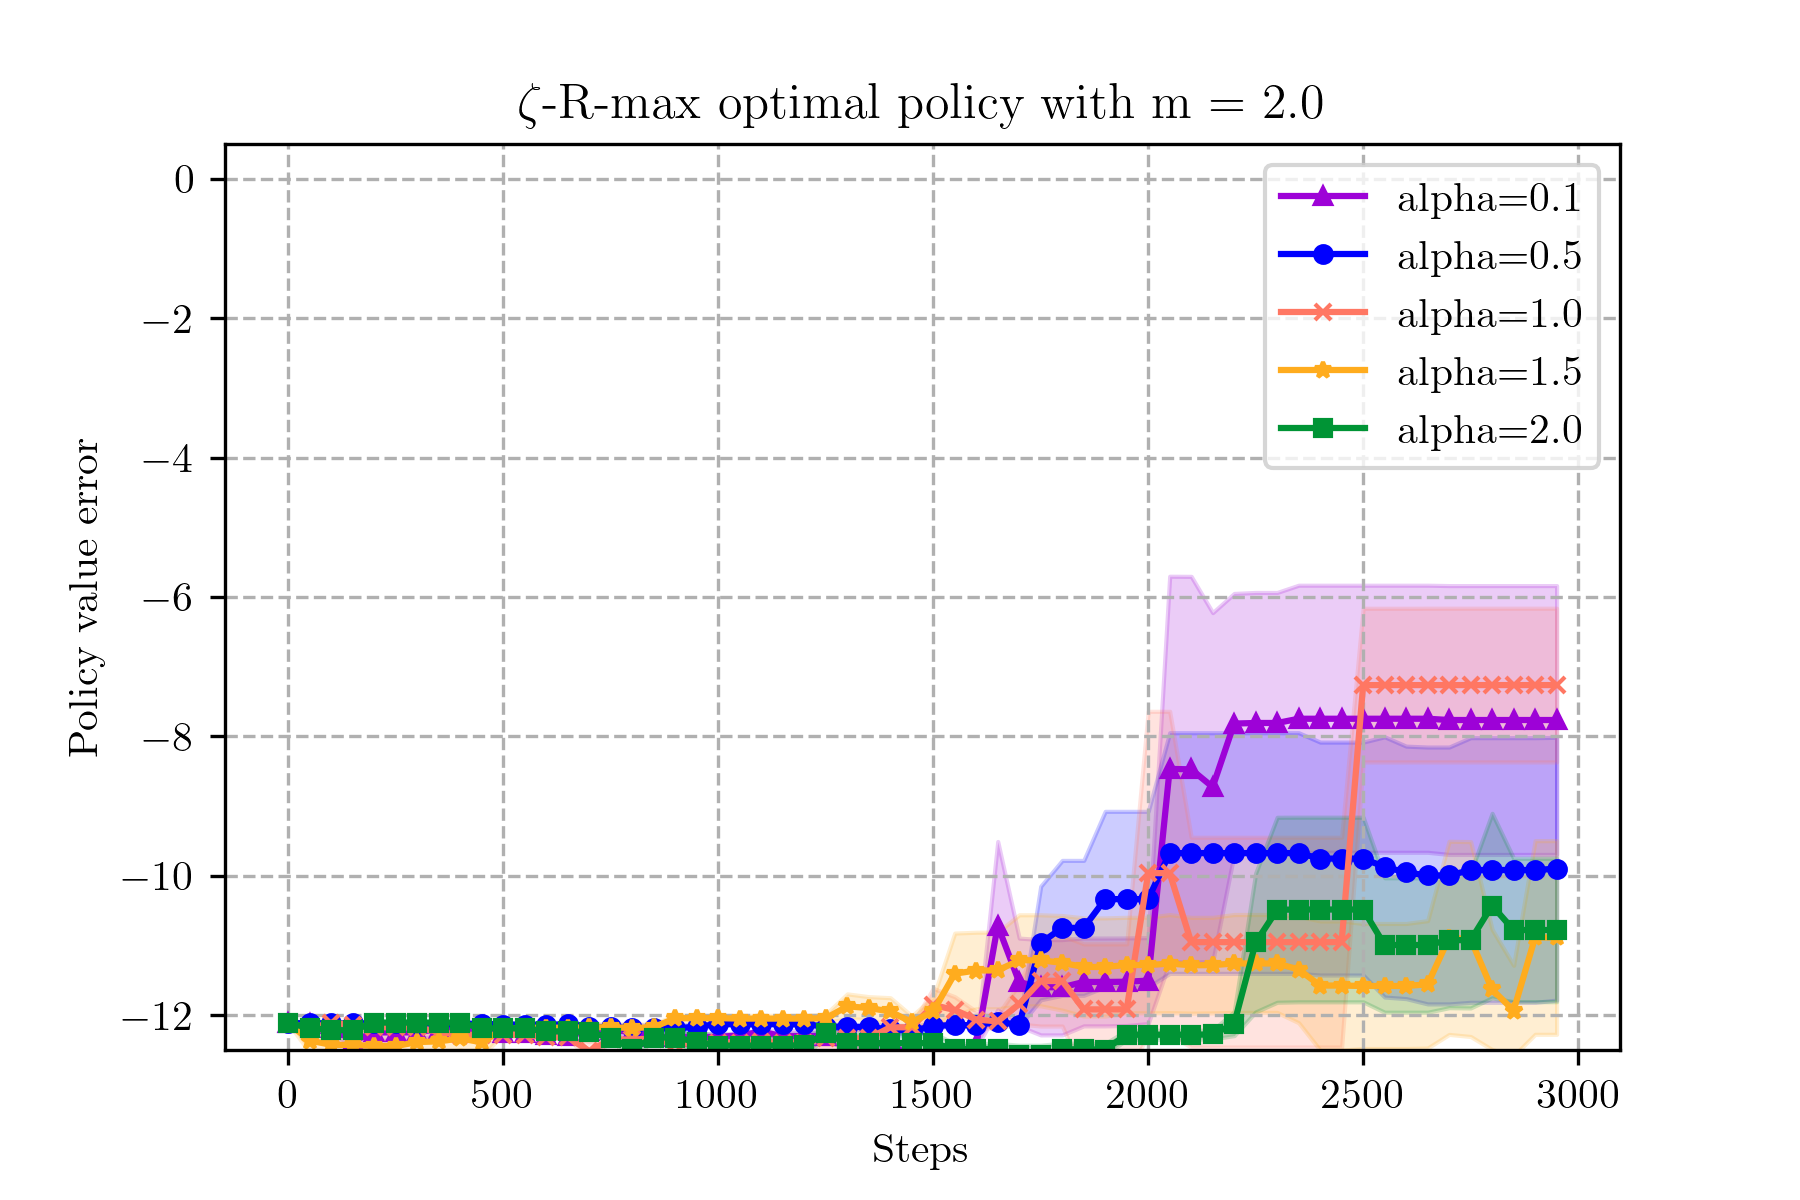 ζ-R-max optimal policy with m = 2.0
0
−2
−4
−6
−8
−10
−12
Policy value error
alpha=0.1
alpha=0.5
alpha=1.0
alpha=1.5
alpha=2.0
0 500 1000 1500 2000 2500 3000
Steps